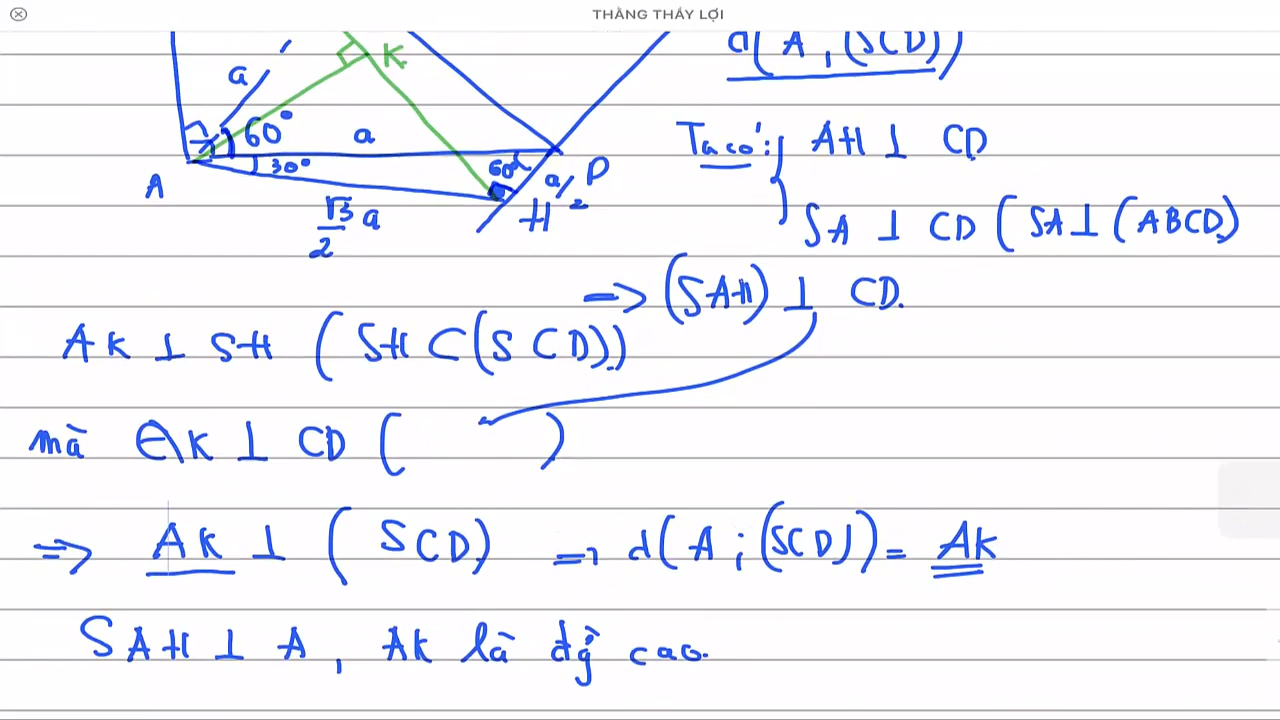 THẰNG THẦY LỢI
d(A, (SCD))
K
a
60°
a
30°
60°
a/2
D
A
H
√3/2 a
Ta có: { AH ⊥ CD
SA ⊥ CD (SA ⊥ (ABCD)
=> (SAH) ⊥ CD.
AK ⊥ SH (SH ⊂ (SCD))
mà AK ⊥ CD ( )
=> AK ⊥ (SCD) => d(A; (SCD)) = AK
SAH ⊥ A, AK là đg cao.